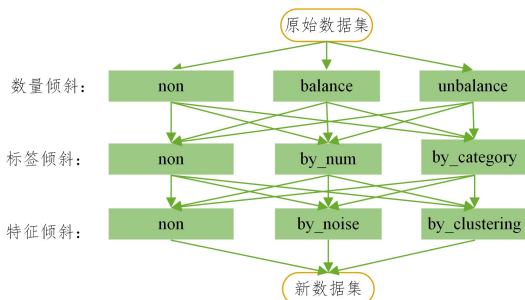 原始数据集
数量倾斜： non balance unbalance
标签倾斜： non by_num by_category
特征倾斜： non by_noise by_clustering
新数据集